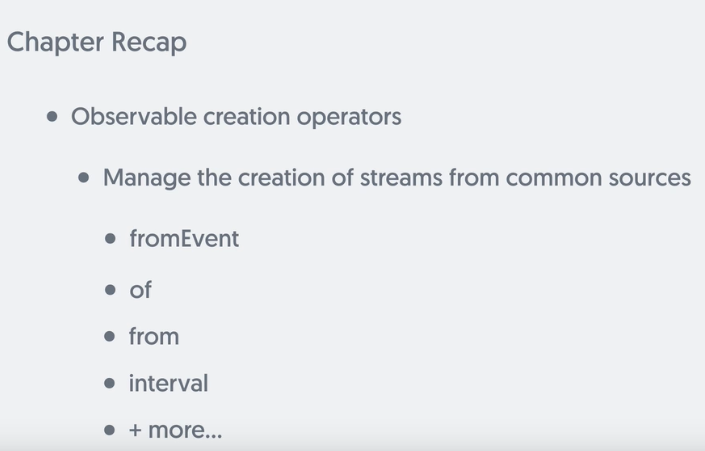 Chapter Recap
Observable creation operators
Manage the creation of streams from common sources
fromEvent
of
from
interval
+ more...